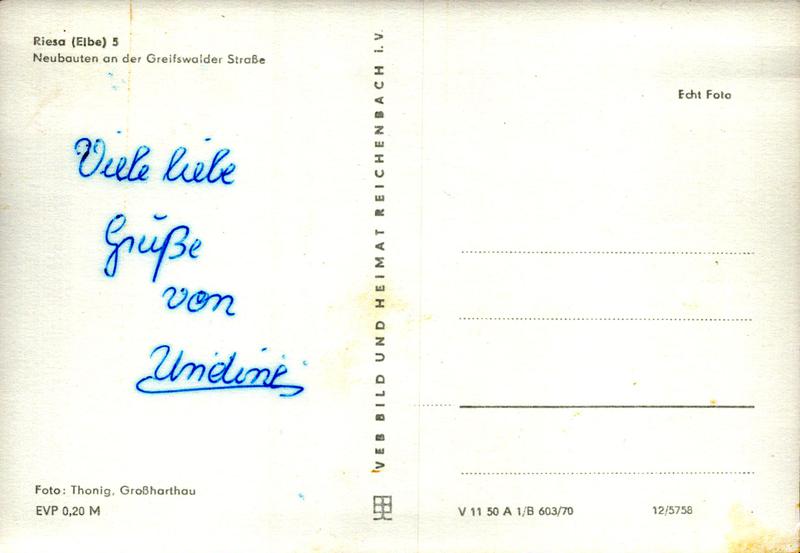 Riesa (Elbe) 5
Neubauten an der Greifswalder Straße
Viele liebe
Grüße
von
Undine
Foto: Thonig, Großharthau
EVP 0,20 M
VEB BILD UND HEIMAT REICHENBACH I. V.
Echt Foto
V 11 50 A 1/B 603/70
12/5758